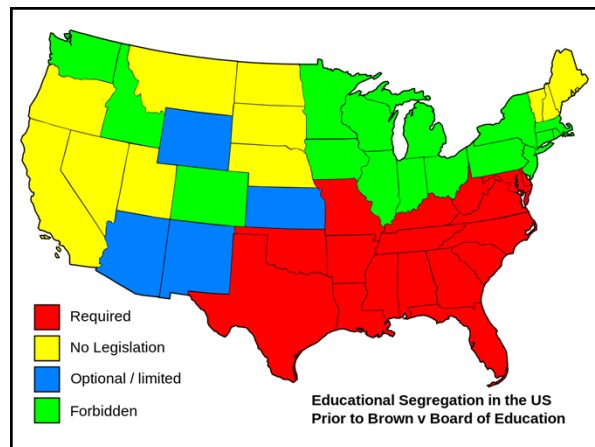 Required
No Legislation
Optional / limited
Forbidden
Educational Segregation in the US
Prior to Brown v Board of Education